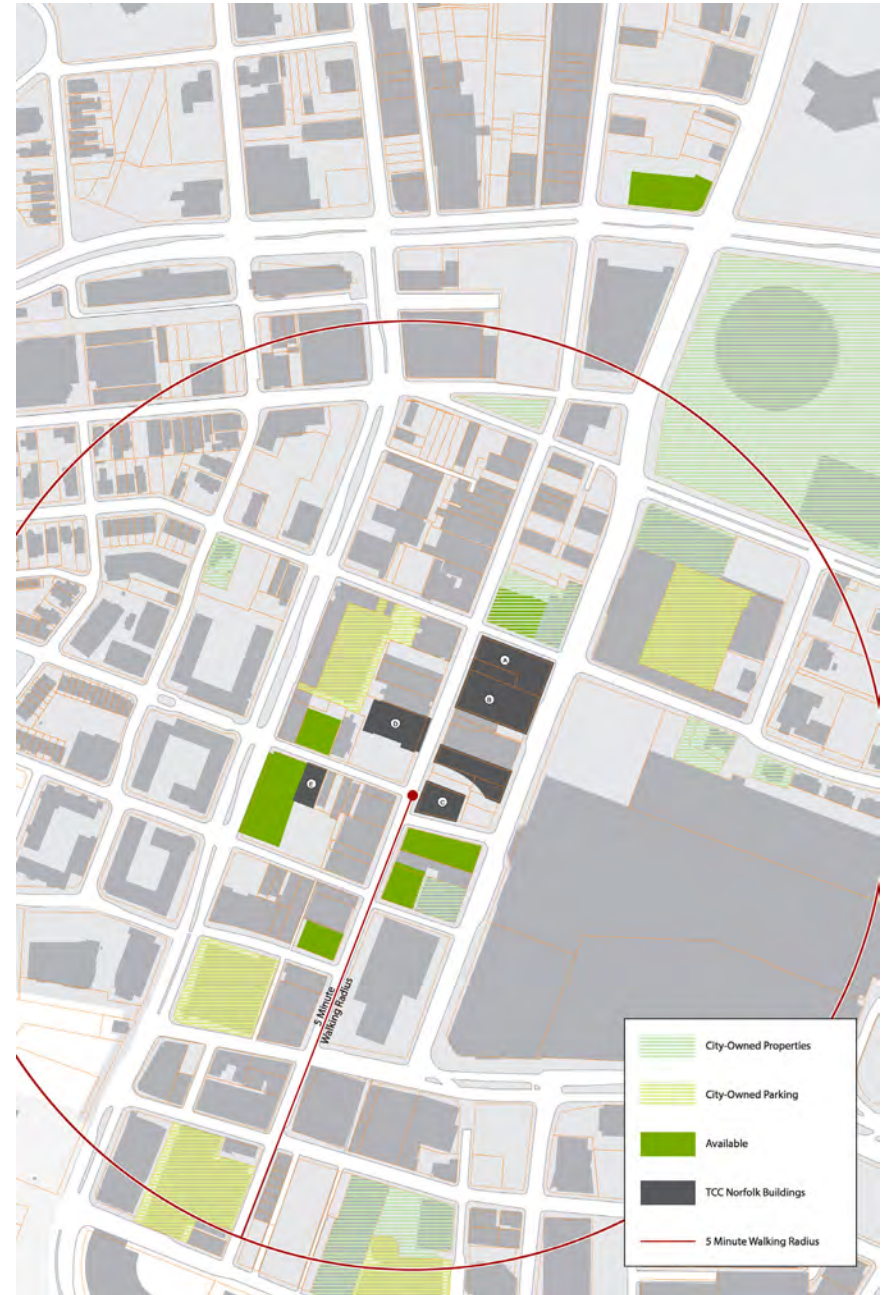 A
B
D
E
C
5 Minute
Walking Radius
City-Owned Properties
City-Owned Parking
Available
TCC Norfolk Buildings
5 Minute Walking Radius